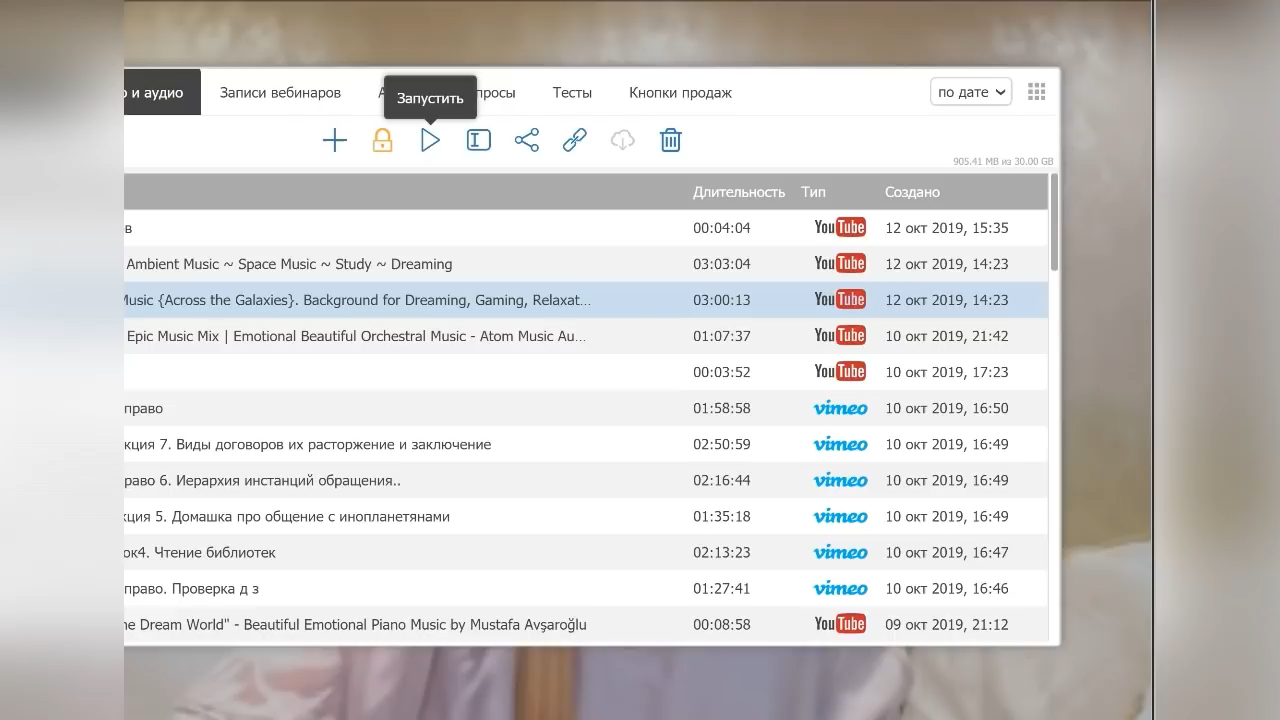 о и аудио Записи вебинаров А просы Тесты Кнопки продаж по дате
Запустить
905.41 MB из 30.00 GB
Длительность Тип Создано
в 00:04:04 YouTube 12 окт 2019, 15:35
Ambient Music ~ Space Music ~ Study ~ Dreaming 03:03:04 YouTube 12 окт 2019, 14:23
Music {Across the Galaxies}. Background for Dreaming, Gaming, Relaxat... 03:00:13 YouTube 12 окт 2019, 14:23
Epic Music Mix | Emotional Beautiful Orchestral Music - Atom Music Au... 01:07:37 YouTube 10 окт 2019, 21:42
00:03:52 YouTube 10 окт 2019, 17:23
право 01:58:58 vimeo 10 окт 2019, 16:50
кция 7. Виды договоров их расторжение и заключение 02:50:59 vimeo 10 окт 2019, 16:49
раво 6. Иерархия инстанций обращения.. 02:16:44 vimeo 10 окт 2019, 16:49
кция 5. Домашка про общение с инопланетянами 01:35:18 vimeo 10 окт 2019, 16:49
ок4. Чтение библиотек 02:13:23 vimeo 10 окт 2019, 16:47
право. Проверка д з 01:27:41 vimeo 10 окт 2019, 16:46
he Dream World" - Beautiful Emotional Piano Music by Mustafa Avşaroğlu 00:08:58 YouTube 09 окт 2019, 21:12